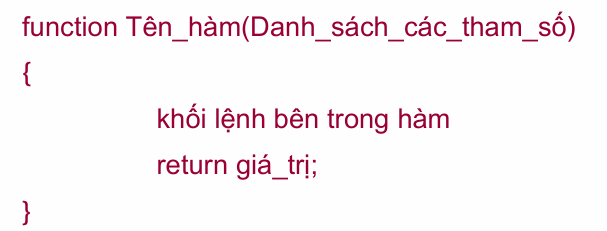 function Tên_hàm(Danh_sách_các_tham_số)
{
khối lệnh bên trong hàm
return giá_trị;
}